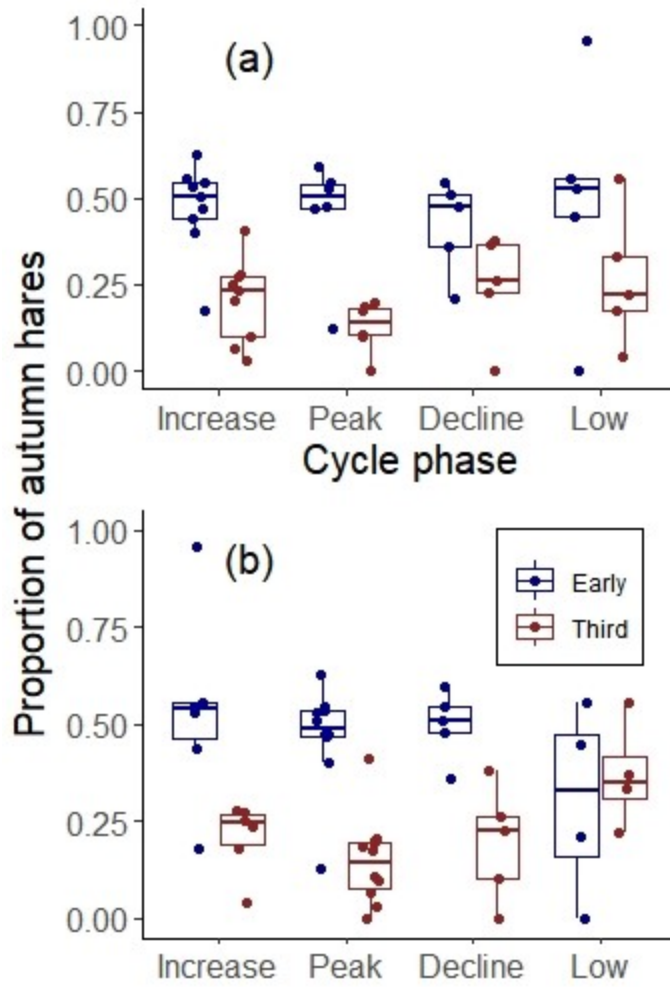 Proportion of autumn hares
(a)
1.00
0.75
0.50
0.25
0.00
Increase Peak Decline Low
Cycle phase
(b)
1.00
0.75
0.50
0.25
0.00
Early
Third
Increase Peak Decline Low